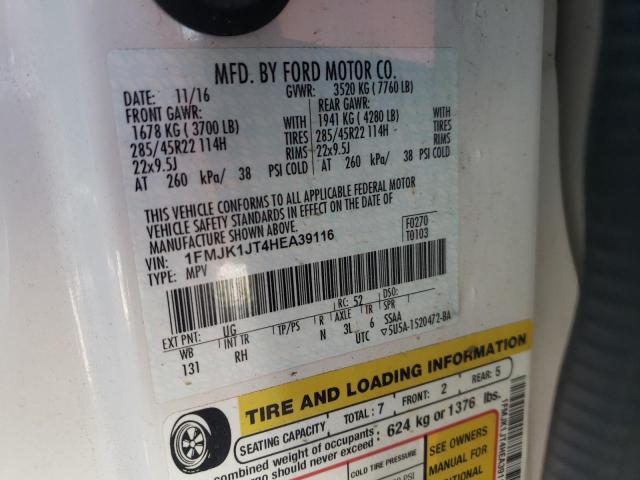 MFD. BY FORD MOTOR CO.
DATE: 11/16 GVWR: 3520 KG (7760 LB)
FRONT GAWR: REAR GAWR:
1678 KG (3700 LB) WITH 1941 KG (4280 LB) WITH
285/45R22 114H TIRES 285/45R22 114H TIRES
22x9.5J RIMS 22x9.5J RIMS
AT 260 kPa/ 38 PSI COLD AT 260 kPa/ 38 PSI COLD
THIS VEHICLE CONFORMS TO ALL APPLICABLE FEDERAL MOTOR
VEHICLE SAFETY STANDARDS IN EFFECT ON THE DATE OF
MANUFACTURE SHOWN ABOVE.
F0270
VIN: 1FMJK1JT4HEA39116 T0103
TYPE: MPV
EXT PNT: UG RC: 52 DSO:
WB INT TR TP/PS R AXLE TR SPR
131 RH N 3L 6 SSAA
UTC ▽5U5A-1520472-BA
TIRE AND LOADING INFORMATION
SEATING CAPACITY TOTAL: 7 FRONT: 2 REAR: 5
combined weight of occupants
should never exceed: 624 kg or 1376 lbs.
COLD TIRE PRESSURE
SEE OWNERS
MANUAL FOR
PSI